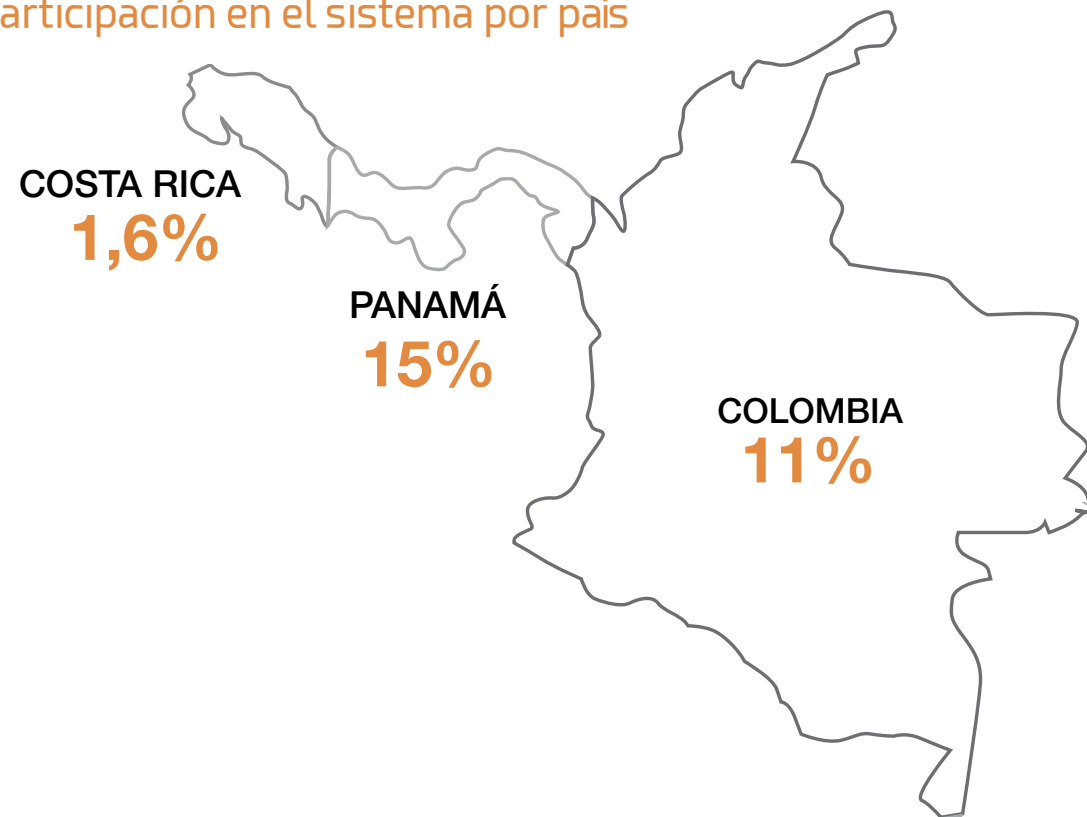 articipación en el sistema por país
COSTA RICA
1,6%
PANAMÁ
15%
COLOMBIA
11%